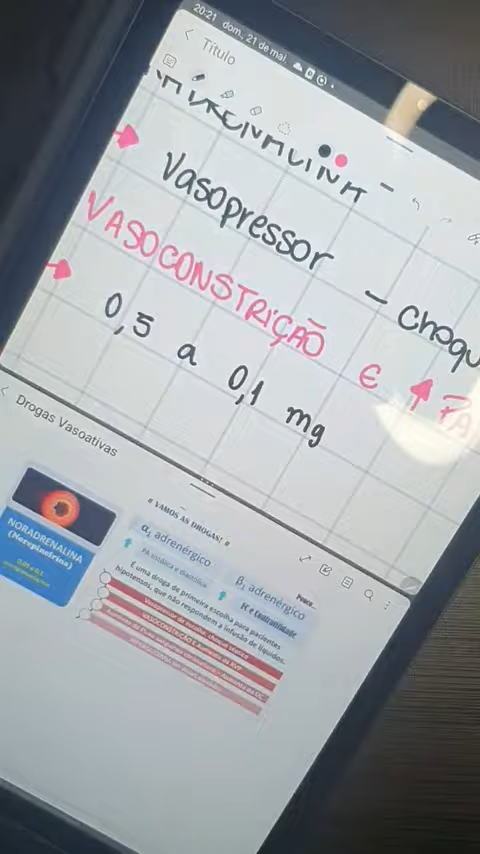 20:21 dom., 21 de mai.
Título
Vasopressor - choqu
VASOCONSTRIÇÃO E ↑ PA
0,5 a 0,1 mg
Drogas Vasoativas
# VAMOS ÀS DROGAS! #
NORADRENALINA
(Norepinefrina)
α₁ adrenérgico
PA sistólica e diastólica
β₁ adrenérgico
FC e Contratilidade
É uma droga de primeira escolha para pacientes
hipotensos, que não respondem a infusão de líquidos.